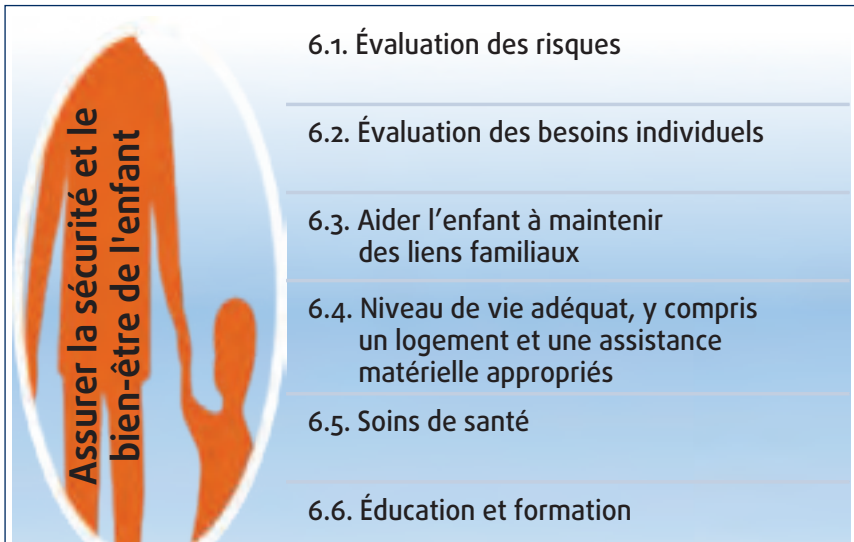 Assurer la sécurité et le
bien-être de l'enfant
6.1. Évaluation des risques
6.2. Évaluation des besoins individuels
6.3. Aider l’enfant à maintenir
des liens familiaux
6.4. Niveau de vie adéquat, y compris
un logement et une assistance
matérielle appropriés
6.5. Soins de santé
6.6. Éducation et formation